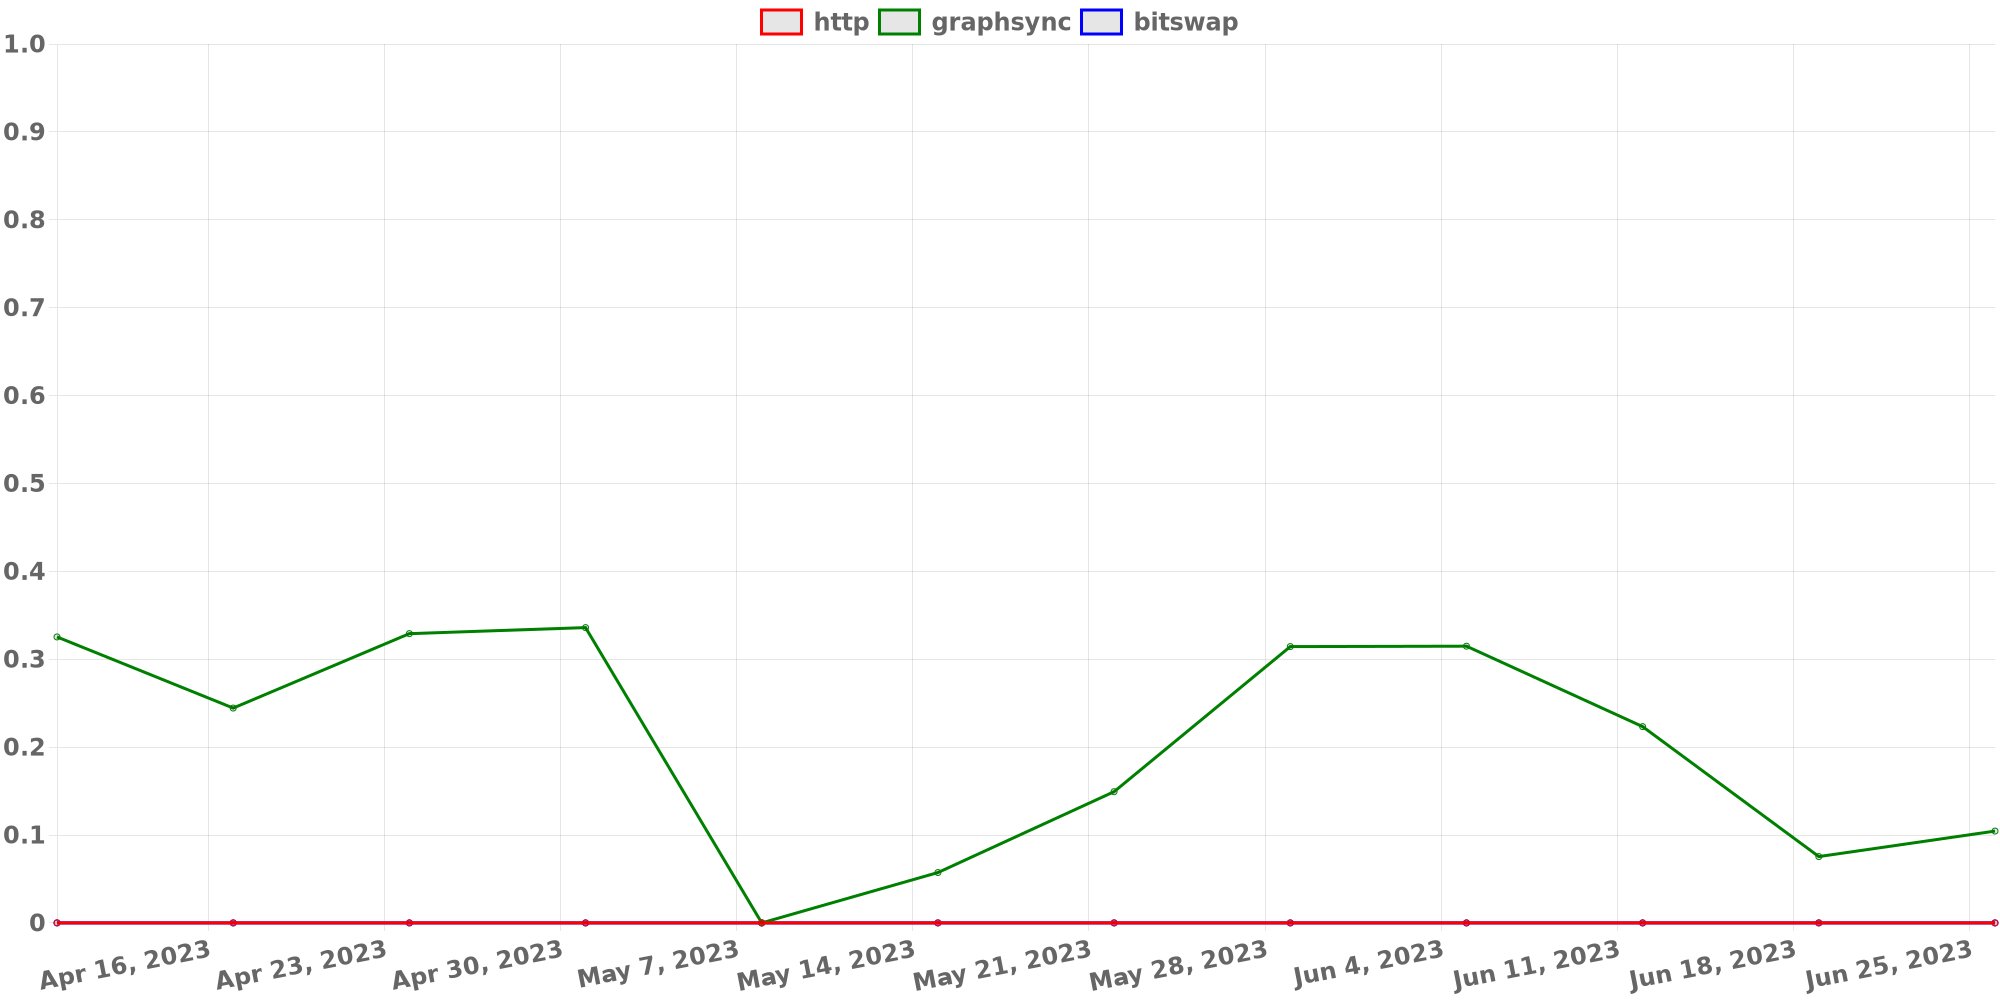 http graphsync bitswap
1.0
0.9
0.8
0.7
0.6
0.5
0.4
0.3
0.2
0.1
0
Apr 16, 2023
Apr 23, 2023
Apr 30, 2023
May 7, 2023
May 14, 2023
May 21, 2023
May 28, 2023
Jun 4, 2023
Jun 11, 2023
Jun 18, 2023
Jun 25, 2023